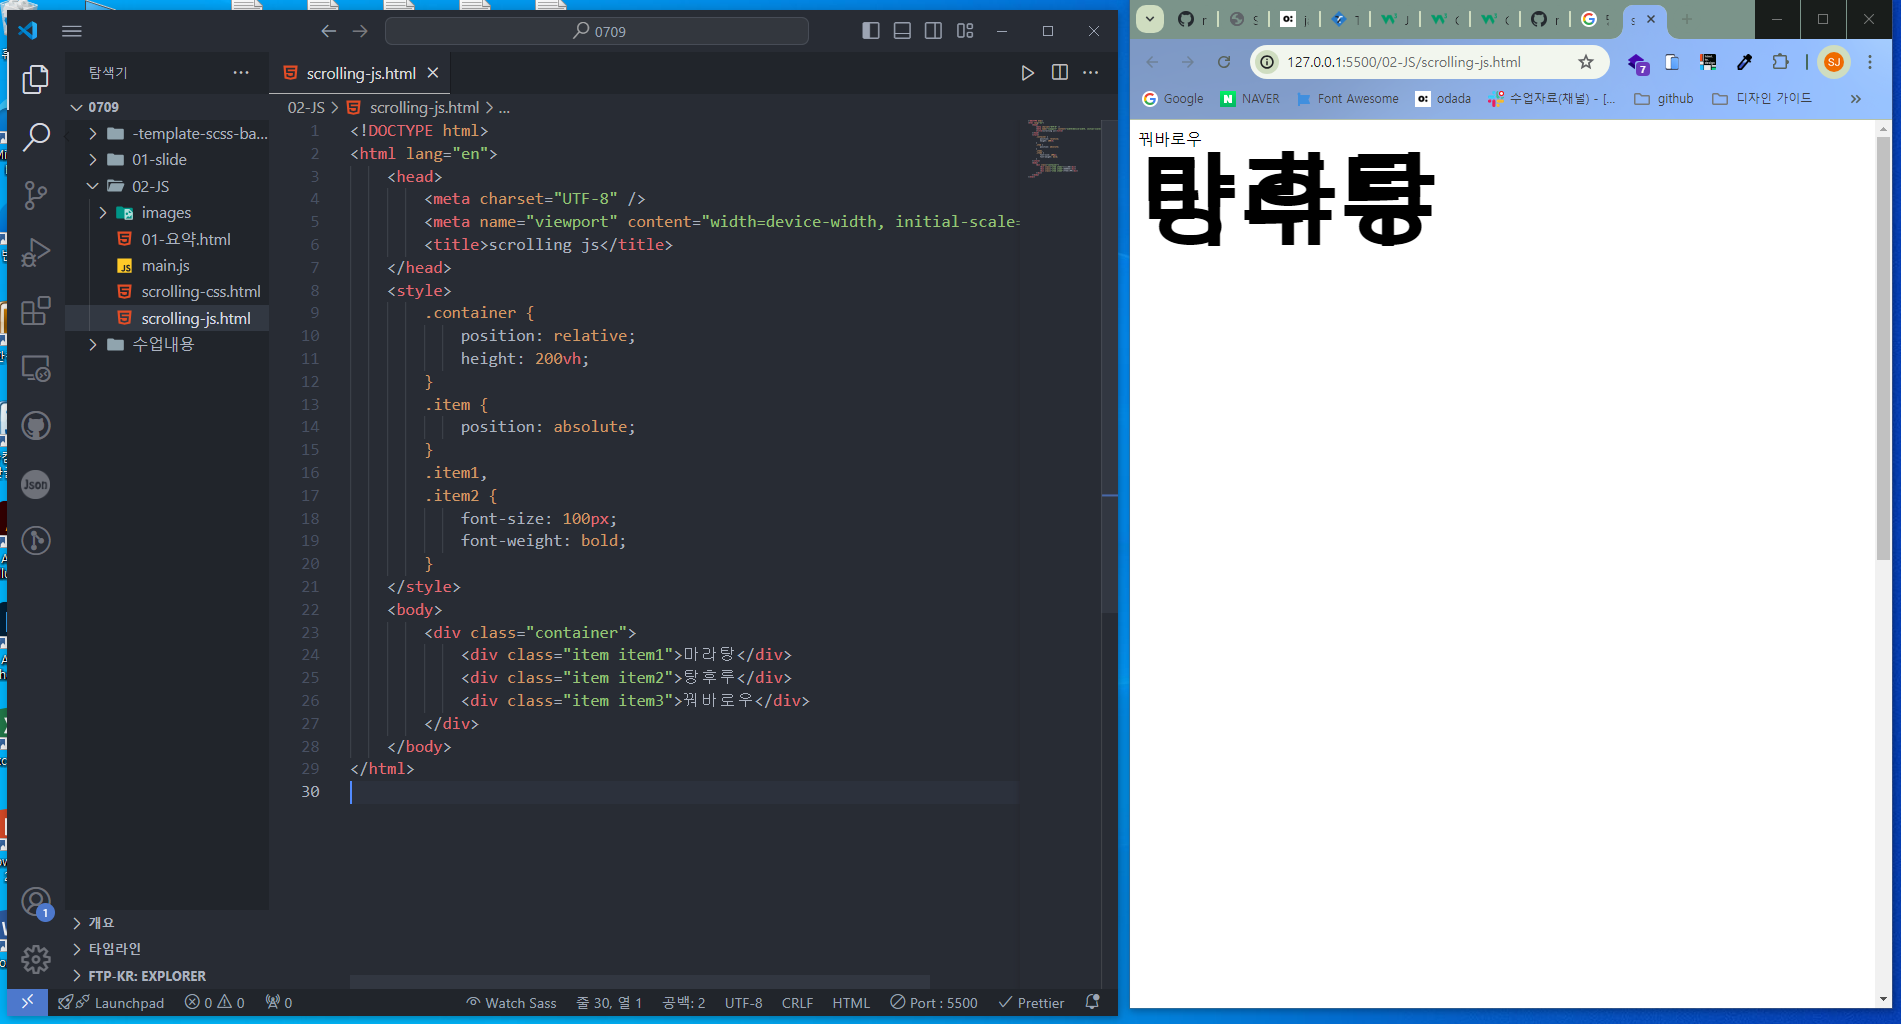 0709
탐색기
0709
-template-scss-ba...
01-slide
02-JS
images
01-요약.html
main.js
scrolling-css.html
scrolling-js.html
수업내용
개요
타임라인
FTP-KR: EXPLORER
scrolling-js.html
02-JS > scrolling-js.html > ...
1 <!DOCTYPE html>
2 <html lang="en">
3 <head>
4 <meta charset="UTF-8" />
5 <meta name="viewport" content="width=device-width, initial-scale=
6 <title>scrolling js</title>
7 </head>
8 <style>
9 .container {
10 position: relative;
11 height: 200vh;
12 }
13 .item {
14 position: absolute;
15 }
16 .item1,
17 .item2 {
18 font-size: 100px;
19 font-weight: bold;
20 }
21 </style>
22 <body>
23 <div class="container">
24 <div class="item item1">마라탕</div>
25 <div class="item item2">탕후루</div>
26 <div class="item item3">꿔바로우</div>
27 </div>
28 </body>
29 </html>
30
Json
1
Launchpad 0 0 0 Watch Sass 줄 30, 열 1 공백: 2 UTF-8 CRLF HTML Port : 5500 Prettier
127.0.0.1:5500/02-JS/scrolling-js.html
7
SJ
Google NAVER Font Awesome odada 수업자료(채널) - [... github 디자인 가이드
꿔바로우